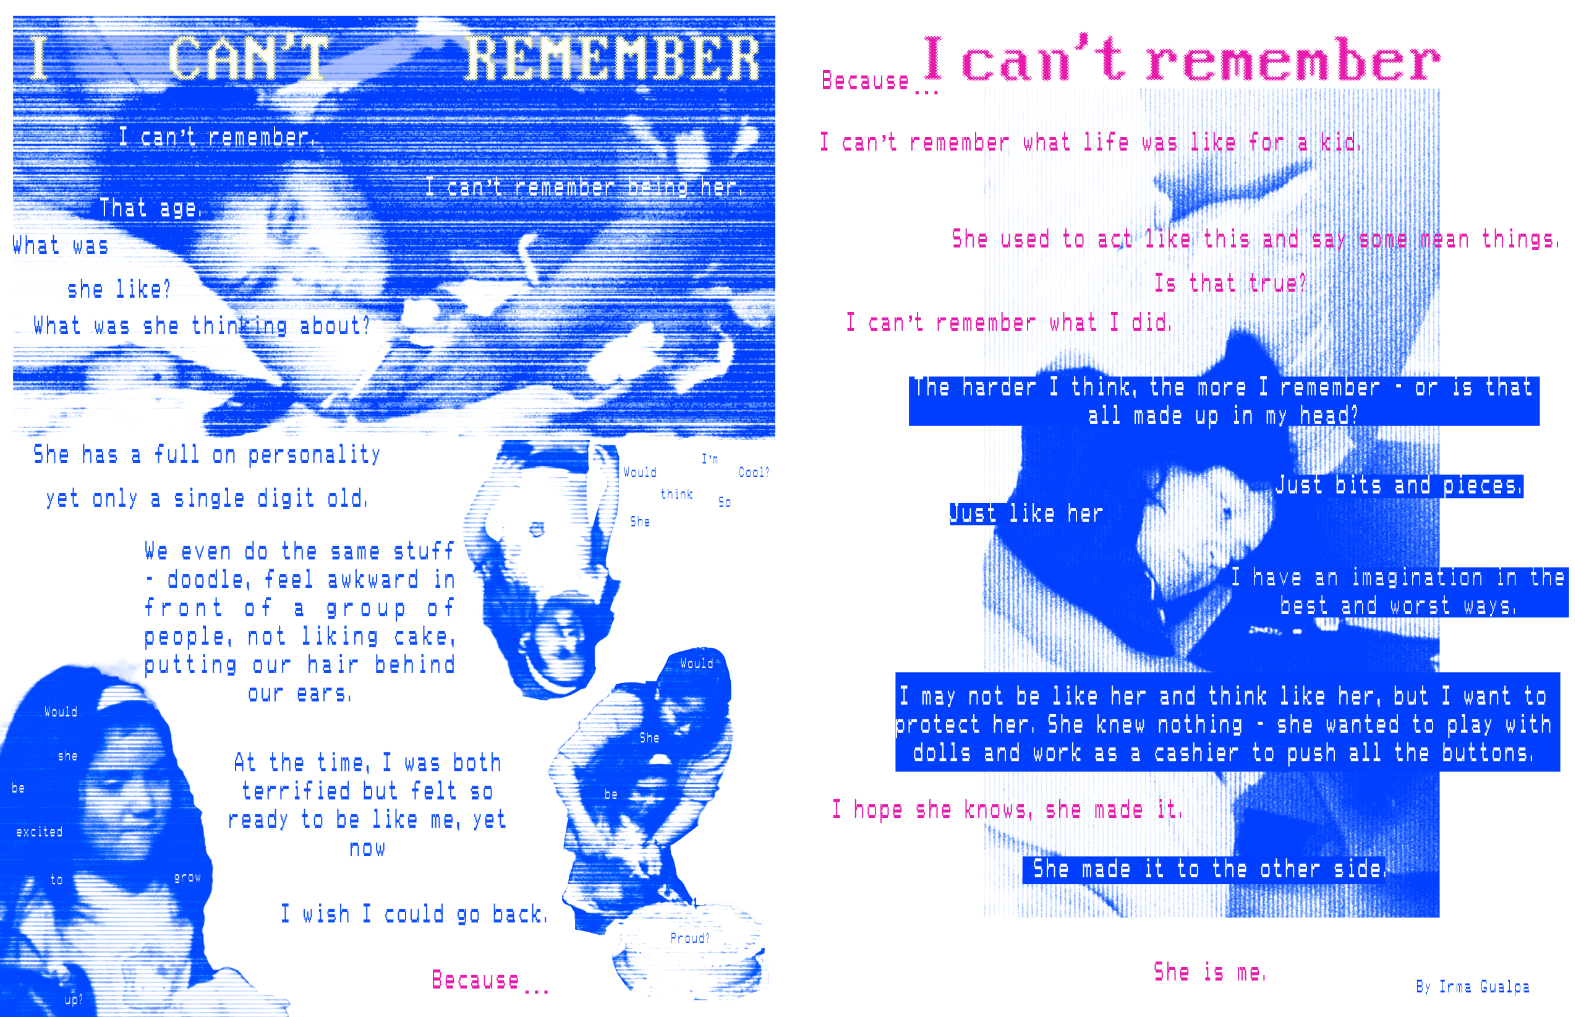 I CAN'T REMEMBER
I can't remember.
I can't remember being her.
That age.
What was
she like?
What was she thinking about?
She has a full on personality
yet only a single digit old.
Would
She
think
I'm
So
Cool?
We even do the same stuff
- doodle, feel awkward in
front of a group of
people, not liking cake,
putting our hair behind
our ears.
Would
She
be
Proud?
Would
she
be
excited
to
grow
up?
At the time, I was both
terrified but felt so
ready to be like me, yet
now
I wish I could go back.
Because...
Because... I can't remember
I can't remember what life was like for a kid.
She used to act like this and say some mean things.
Is that true?
I can't remember what I did.
The harder I think, the more I remember - or is that
all made up in my head?
Just bits and pieces.
Just like her
I have an imagination in the
best and worst ways.
I may not be like her and think like her, but I want to
protect her. She knew nothing - she wanted to play with
dolls and work as a cashier to push all the buttons.
I hope she knows, she made it.
She made it to the other side.
She is me.
By Irma Gualpa